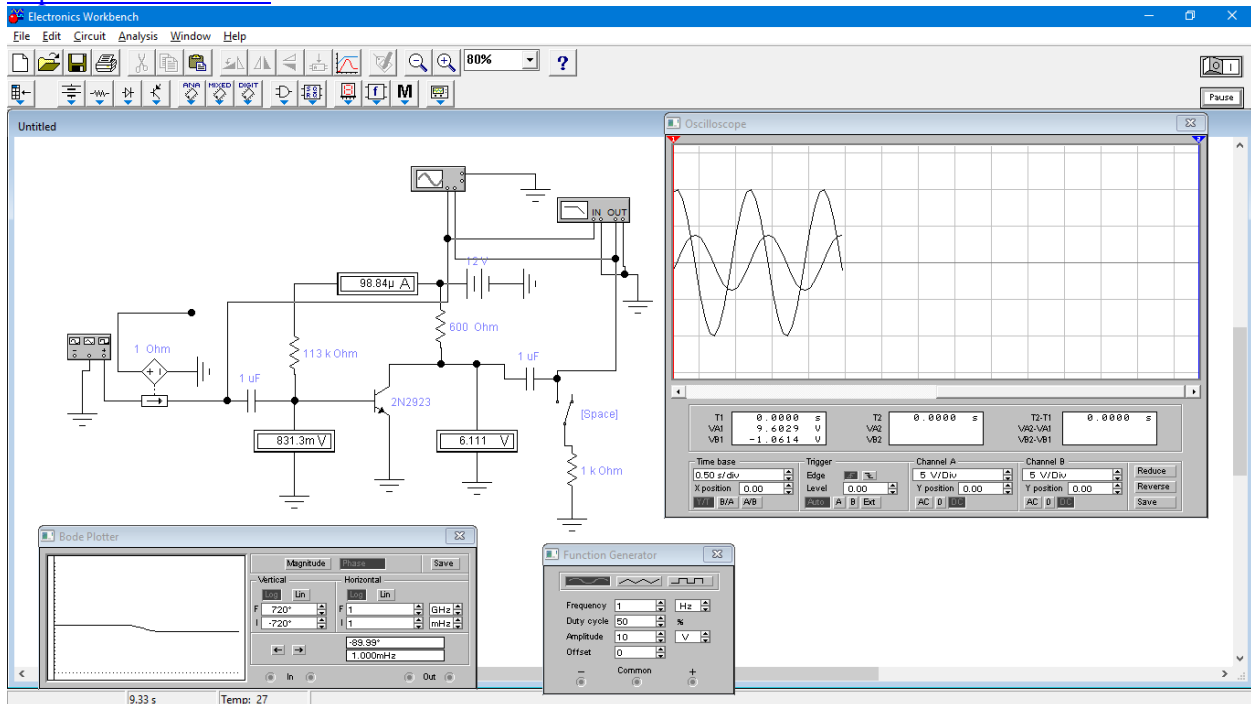 Electronics Workbench
File Edit Circuit Analysis Window Help
80% ?
ANA MIXED DIGIT
f M
Pause
Untitled
Oscilloscope
IN OUT
12 V
98.84µ A
600 Ohm
1 Ohm
113 k Ohm
1 uF
1 uF
2N2923
[Space]
831.3m V
6.111 V
1 k Ohm
T1 0.0000 s T2 0.0000 s T2-T1 0.0000 s
VA1 9.6029 V VA2 VA2-VA1
VB1 -1.0614 V VB2 VB2-VB1
Time base Trigger Channel A Channel B
0.50 s/div Edge 5 V/Div 5 V/Div Reduce
X position 0.00 Level 0.00 Y position 0.00 Y position 0.00 Reverse
Y/T B/A A/B Auto A B Ext AC 0 DC AC 0 DC Save
Bode Plotter
Magnitude Phase Save
Vertical Horizontal
Log Lin Log Lin
F 720° F 1 GHz
I -720° I 1 mHz
-89.99°
1.000mHz
In Out
Function Generator
Frequency 1 Hz
Duty cycle 50 %
Amplitude 10 V
Offset 0
− Common +
9.33 s Temp: 27